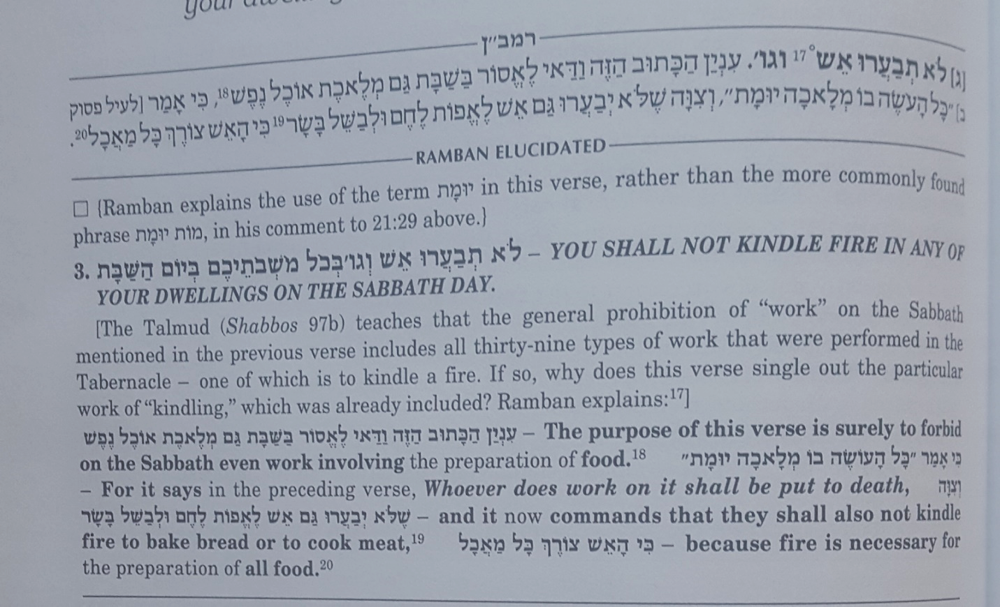 רמב״ן
[ג] לֹא תְבַעֲרוּ אֵשׁ°¹⁷ וגו׳. עִנְיַן הַכָּתוּב הַזֶּה וַדַּאי לֶאֱסוֹר בַּשַּׁבָּת גַּם מְלֶאכֶת אוֹכֶל נֶפֶשׁ¹⁸, כִּי אָמַר [לעיל פסוק
ב] ״כָּל הָעֹשֶׂה בוֹ מְלָאכָה יוּמָת״, וְצִוָּה שֶׁלֹּא יְבַעֲרוּ גַּם אֵשׁ לֶאֱפוֹת לֶחֶם וּלְבַשֵּׁל בָּשָׂר¹⁹ כִּי הָאֵשׁ צוֹרֶךְ כָּל מַאֲכָל²⁰.
RAMBAN ELUCIDATED
□ {Ramban explains the use of the term יוּמָת in this verse, rather than the more commonly found
phrase מוֹת יוּמָת, in his comment to 21:29 above.}
3. לֹא תְבַעֲרוּ אֵשׁ וְגוֹ׳בְּכֹל מֹשְׁבֹתֵיכֶם בְּיוֹם הַשַּׁבָּת – YOU SHALL NOT KINDLE FIRE IN ANY OF
YOUR DWELLINGS ON THE SABBATH DAY.
[The Talmud (Shabbos 97b) teaches that the general prohibition of “work” on the Sabbath
mentioned in the previous verse includes all thirty-nine types of work that were performed in the
Tabernacle – one of which is to kindle a fire. If so, why does this verse single out the particular
work of “kindling,” which was already included? Ramban explains:¹⁷]
עִנְיַן הַכָּתוּב הַזֶּה וַדַּאי לֶאֱסוֹר בַּשַּׁבָּת גַּם מְלֶאכֶת אוֹכֶל נֶפֶשׁ – The purpose of this verse is surely to forbid
on the Sabbath even work involving the preparation of food.¹⁸ כִּי אָמַר ״כָּל הָעוֹשֶׂה בוֹ מְלָאכָה יוּמָת״
– For it says in the preceding verse, Whoever does work on it shall be put to death, וְצִוָּה
שֶׁלֹּא יְבַעֲרוּ גַּם אֵשׁ לֶאֱפוֹת לֶחֶם וּלְבַשֵּׁל בָּשָׂר – and it now commands that they shall also not kindle
fire to bake bread or to cook meat,¹⁹ כִּי הָאֵשׁ צוֹרֶךְ כָּל מַאֲכָל – because fire is necessary for
the preparation of all food.²⁰